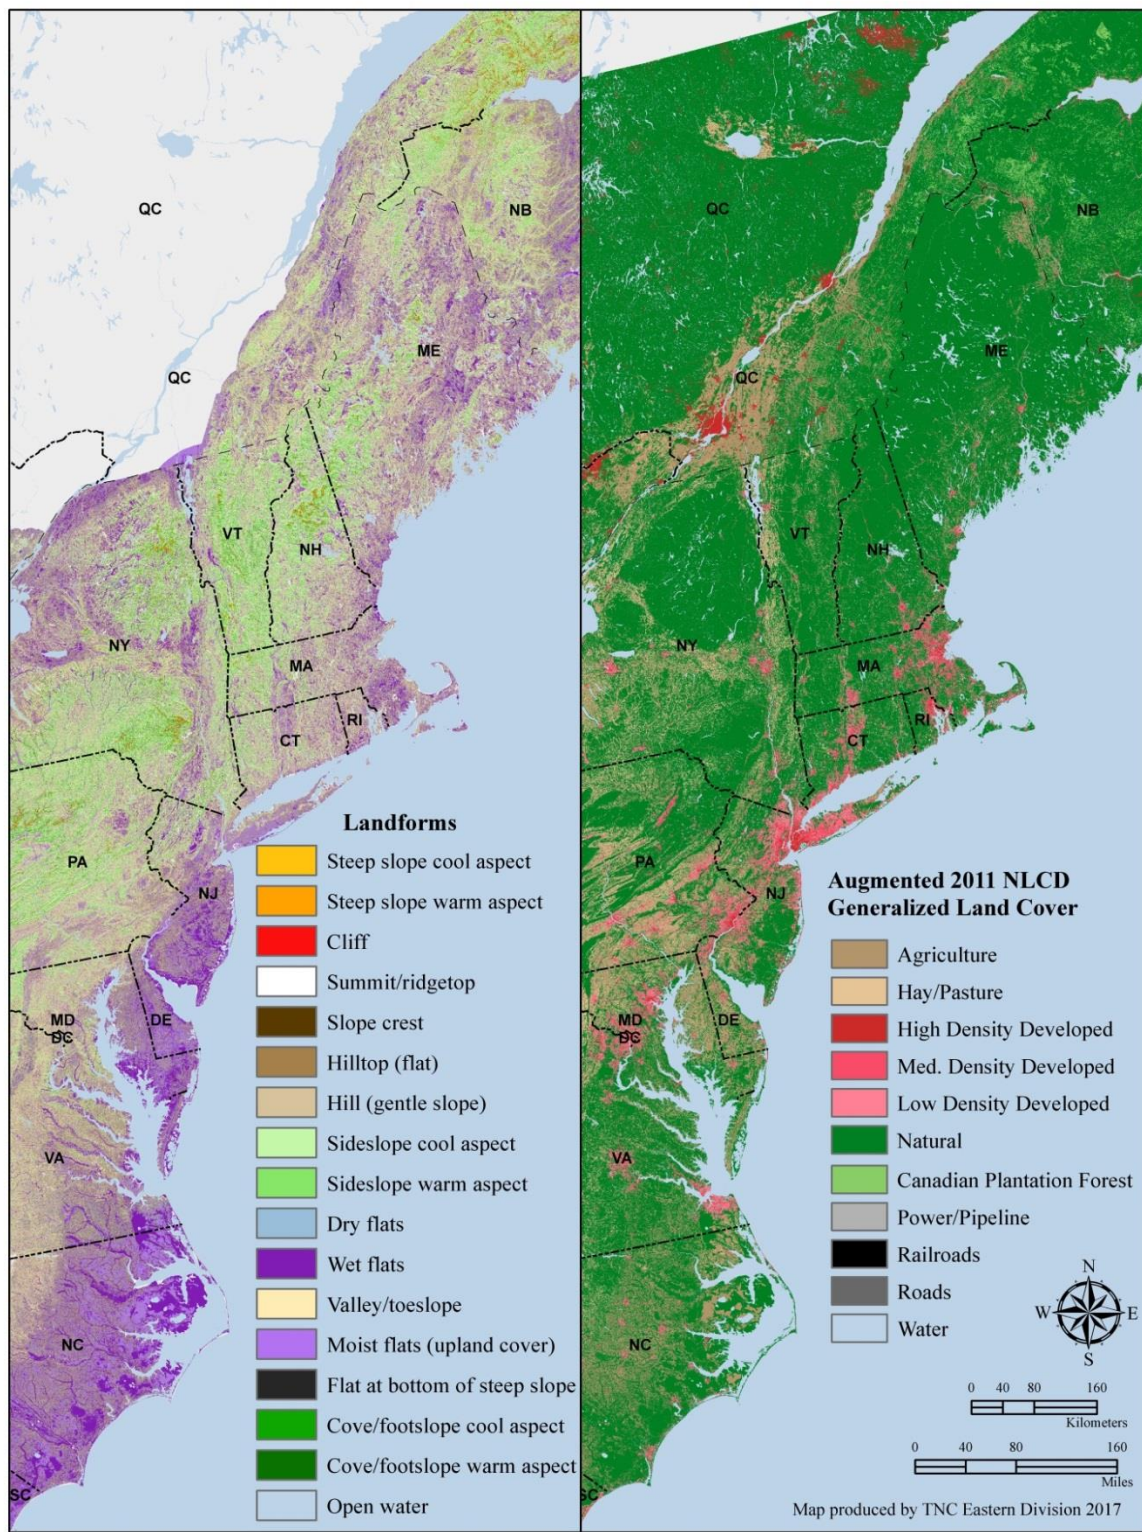 QC
NB
ME
QC
VT
NH
NY
MA
CT
RI
PA
NJ
MD
DC
DE
VA
NC
SC
Landforms
Steep slope cool aspect
Steep slope warm aspect
Cliff
Summit/ridgetop
Slope crest
Hilltop (flat)
Hill (gentle slope)
Sideslope cool aspect
Sideslope warm aspect
Dry flats
Wet flats
Valley/toeslope
Moist flats (upland cover)
Flat at bottom of steep slope
Cove/footslope cool aspect
Cove/footslope warm aspect
Open water
QC
NB
ME
QC
VT
NH
NY
MA
CT
RI
PA
NJ
MD
DC
DE
VA
NC
SC
Augmented 2011 NLCD
Generalized Land Cover
Agriculture
Hay/Pasture
High Density Developed
Med. Density Developed
Low Density Developed
Natural
Canadian Plantation Forest
Power/Pipeline
Railroads
Roads
Water
N
W E
S
0 40 80 160
Kilometers
0 40 80 160
Miles
Map produced by TNC Eastern Division 2017